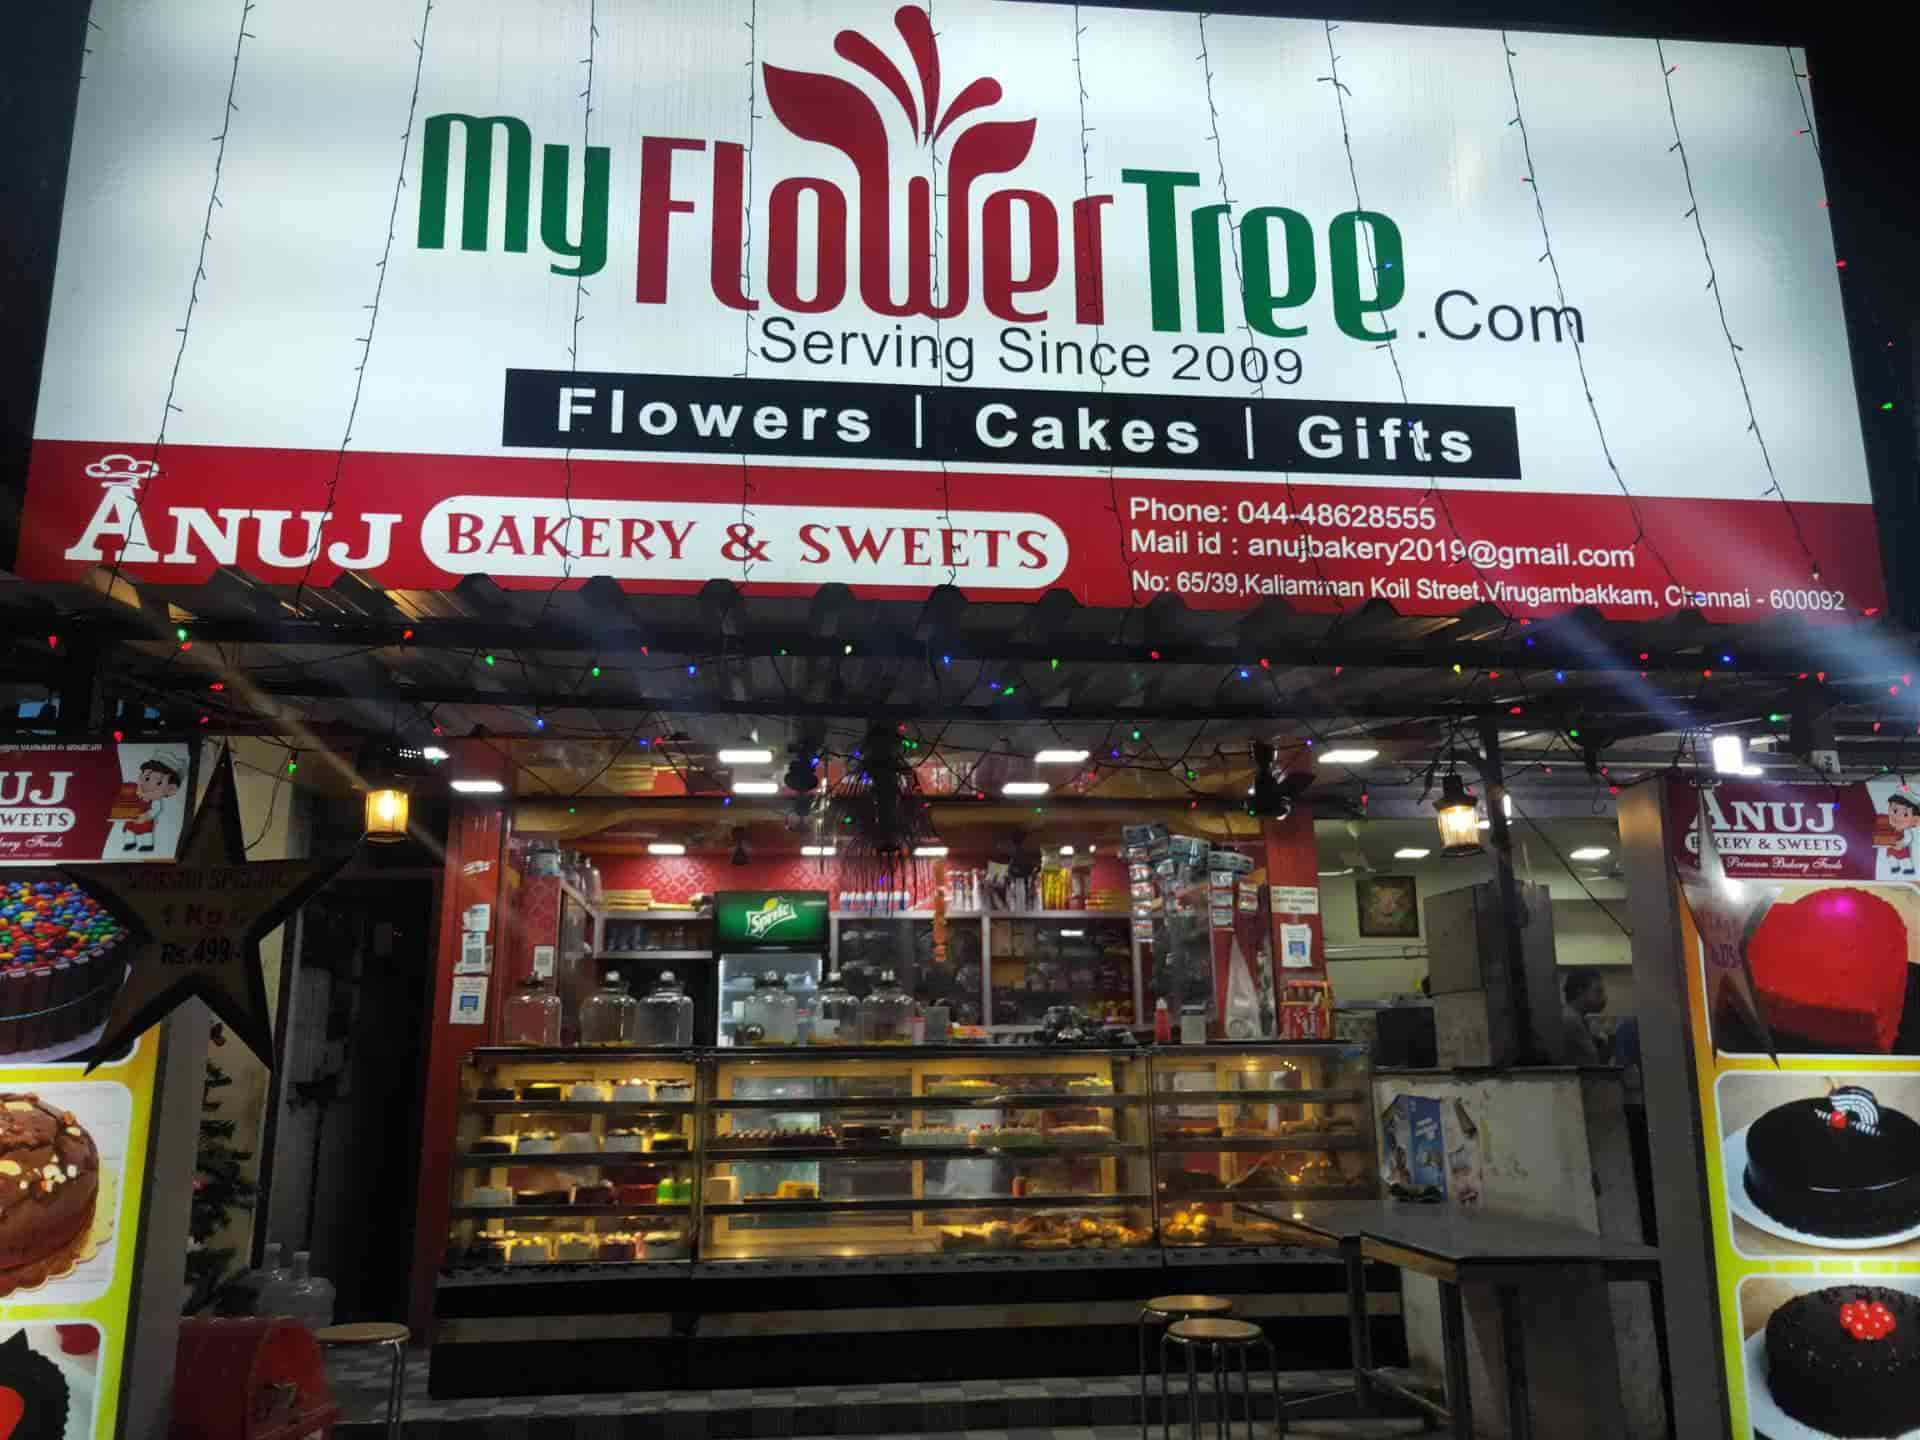 MyFlowerTree.Com
Serving Since 2009
Flowers | Cakes | Gifts
ANUJ BAKERY & SWEETS
Phone: 044-48628555
Mail id : anujbakery2019@gmail.com
No: 65/39,Kaliamman Koil Street,Virugambakkam, Chennai - 600092
UJ
WEETS
1 Kg
Rs.499/-
Sprite
ANUJ
BAKERY & SWEETS
Premium Bakery Foods